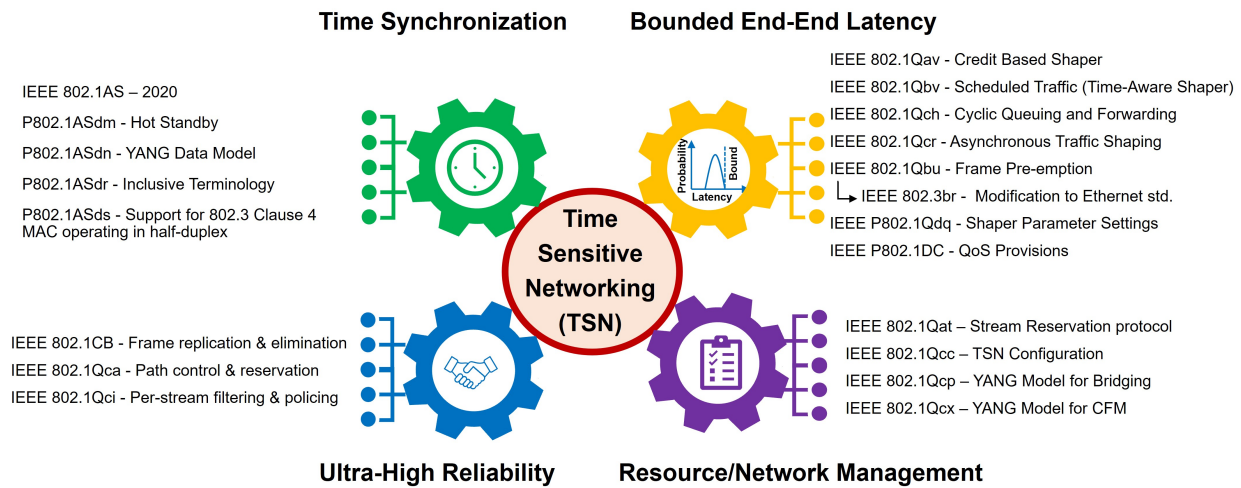 Time Synchronization
Bounded End-End Latency
IEEE 802.1AS – 2020
P802.1ASdm - Hot Standby
P802.1ASdn - YANG Data Model
P802.1ASdr - Inclusive Terminology
P802.1ASds - Support for 802.3 Clause 4
MAC operating in half-duplex
Probability
Bound
Latency
IEEE 802.1Qav - Credit Based Shaper
IEEE 802.1Qbv - Scheduled Traffic (Time-Aware Shaper)
IEEE 802.1Qch - Cyclic Queuing and Forwarding
IEEE 802.1Qcr - Asynchronous Traffic Shaping
IEEE 802.1Qbu - Frame Pre-emption
IEEE 802.3br - Modification to Ethernet std.
IEEE P802.1Qdq - Shaper Parameter Settings
IEEE P802.1DC - QoS Provisions
Time
Sensitive
Networking
(TSN)
IEEE 802.1CB - Frame replication & elimination
IEEE 802.1Qca - Path control & reservation
IEEE 802.1Qci - Per-stream filtering & policing
IEEE 802.1Qat – Stream Reservation protocol
IEEE 802.1Qcc – TSN Configuration
IEEE 802.1Qcp – YANG Model for Bridging
IEEE 802.1Qcx – YANG Model for CFM
Ultra-High Reliability
Resource/Network Management